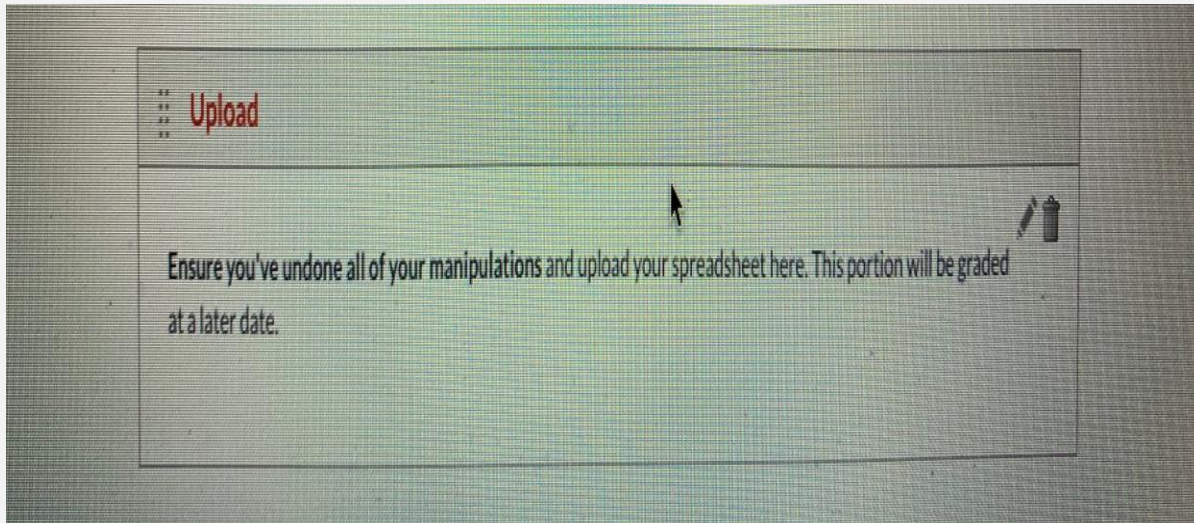 Upload
Ensure you've undone all of your manipulations and upload your spreadsheet here. This portion will be graded
at a later date.